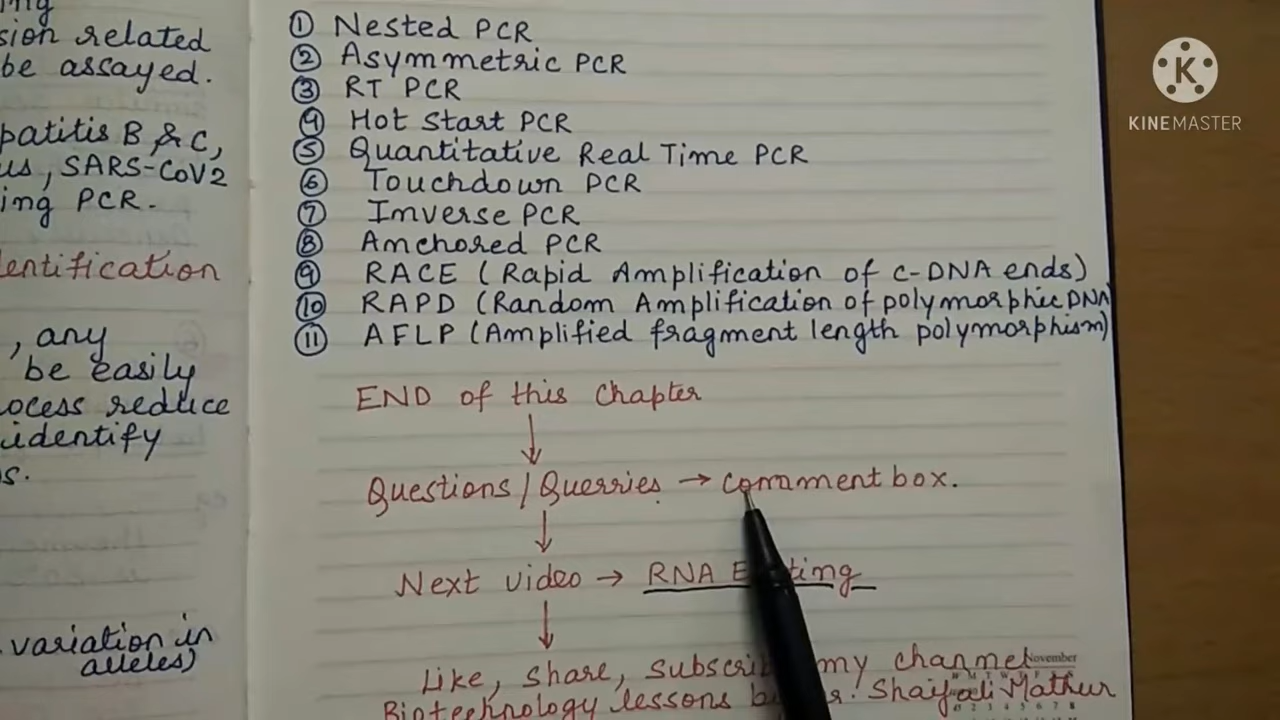 sion related
be assayed.
patitis B & C,
us, SARS-CoV2
ing PCR.
entification
, any
be easily
ocess reduce
identify
s.
variation in
alleles)
① Nested PCR
② Asymmetric PCR
③ RT PCR
④ Hot Start PCR
⑤ Quantitative Real Time PCR
⑥ Touchdown PCR
⑦ Inverse PCR
⑧ Anchored PCR
⑨ RACE (Rapid Amplification of c-DNA ends)
⑩ RAPD (Random Amplification of polymorphic DNA
⑪ AFLP (Amplified fragment length polymorphism)
END of this Chapter
↓
Questions/Querries → comment box.
↓
Next video → RNA E ting
↓
Like, share, subscrib my channel
Biotechnology lessons b r. Shaifali Mathur
November
KINEMASTER